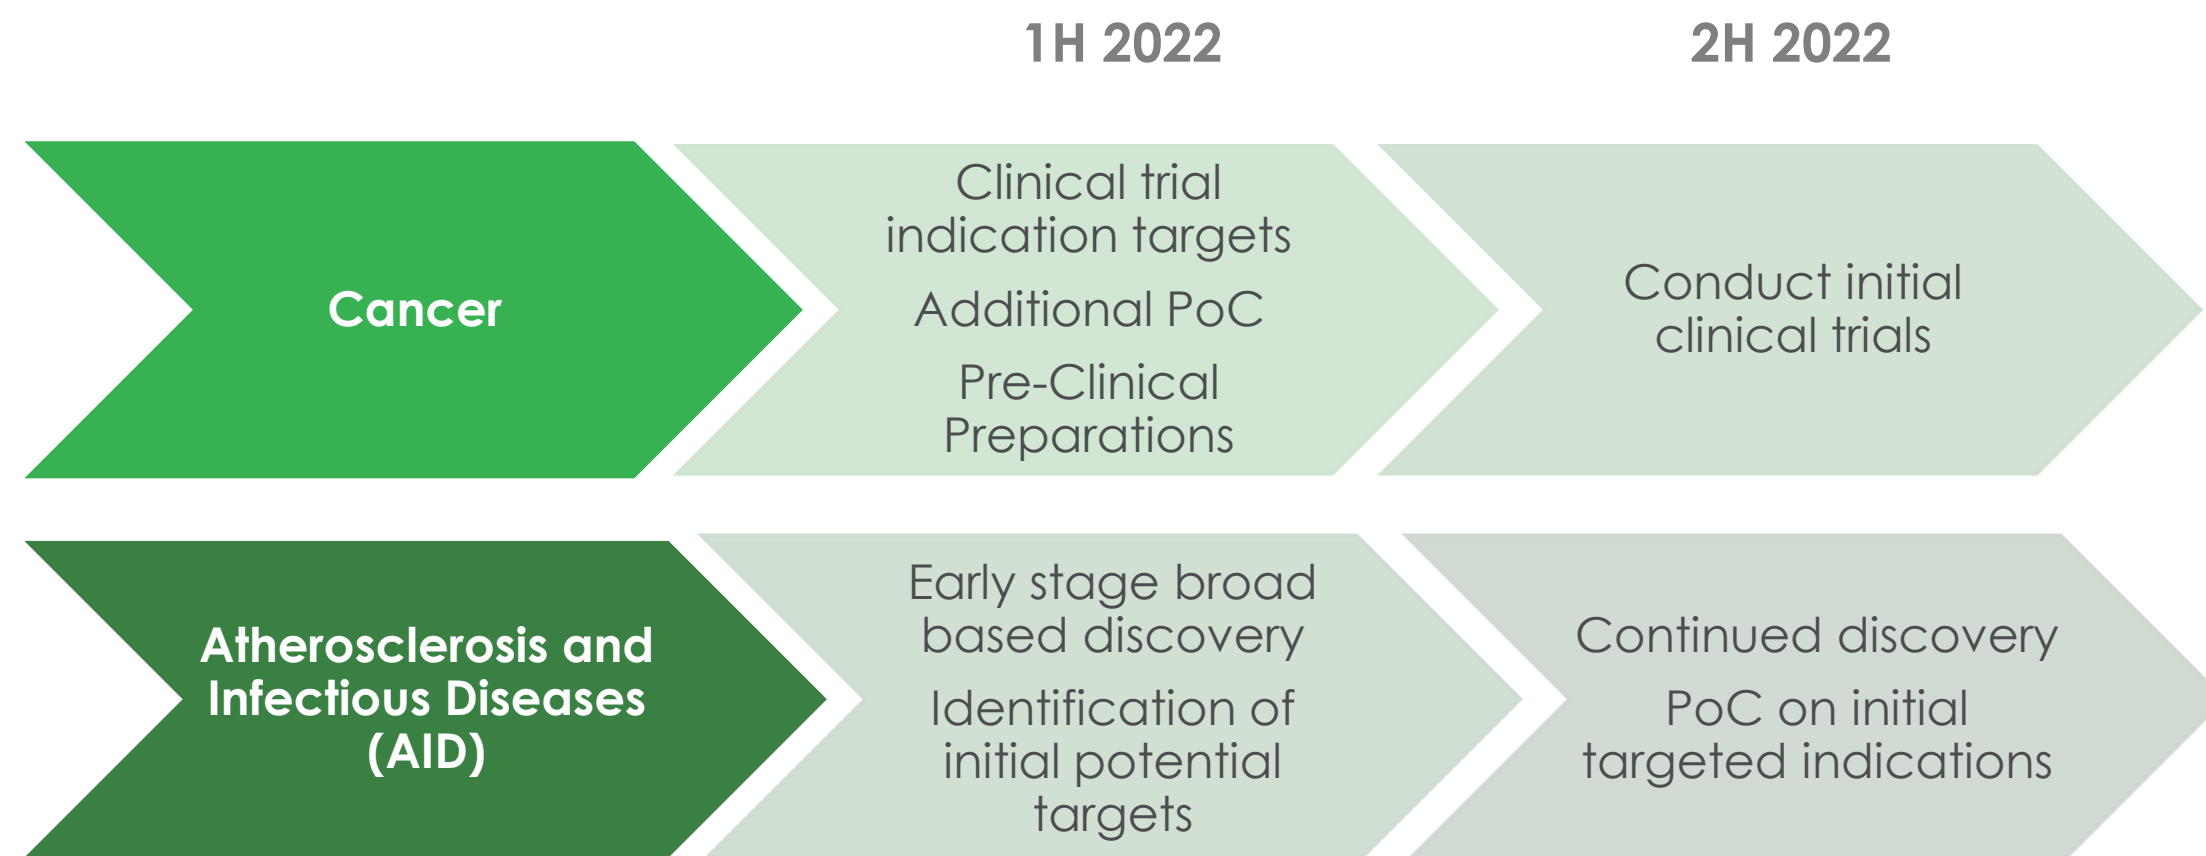 1H 2022
2H 2022
Cancer
Clinical trial
indication targets
Additional PoC
Pre-Clinical
Preparations
Conduct initial
clinical trials
Atherosclerosis and
Infectious Diseases
(AID)
Early stage broad
based discovery
Identification of
initial potential
targets
Continued discovery
PoC on initial
targeted indications